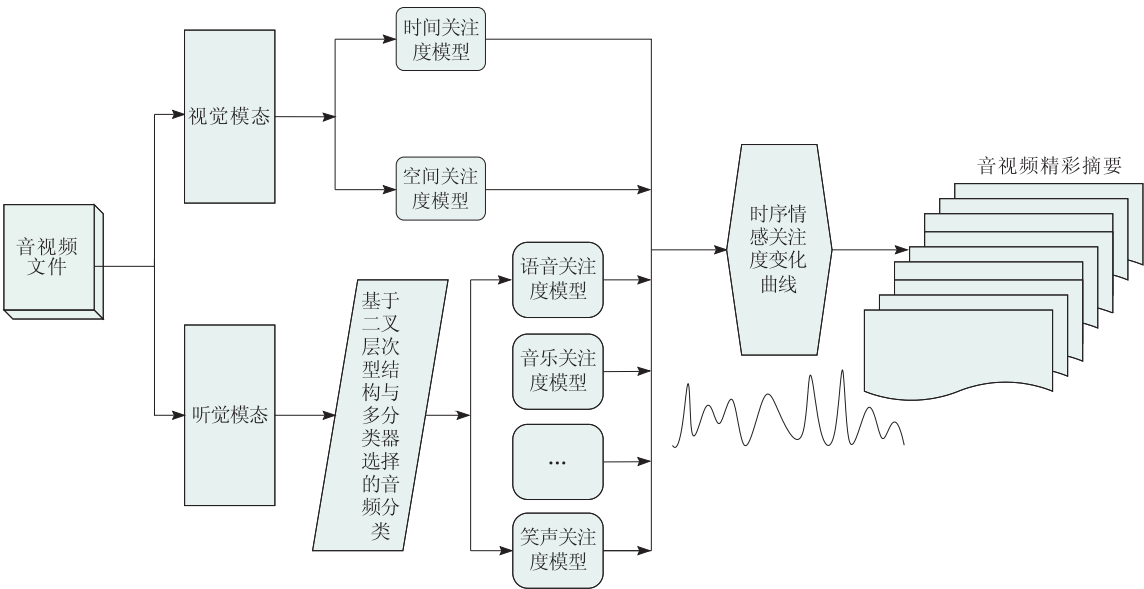 时间关注
度模型
视觉模态
空间关注
度模型
音视频
文件
听觉模态
基于
二叉
层次
型结
构与
多分
类器
选择
的音
频分
类
语音关注
度模型
音乐关注
度模型
...
笑声关注
度模型
时序情
感关注
度变化
曲线
音视频精彩摘要